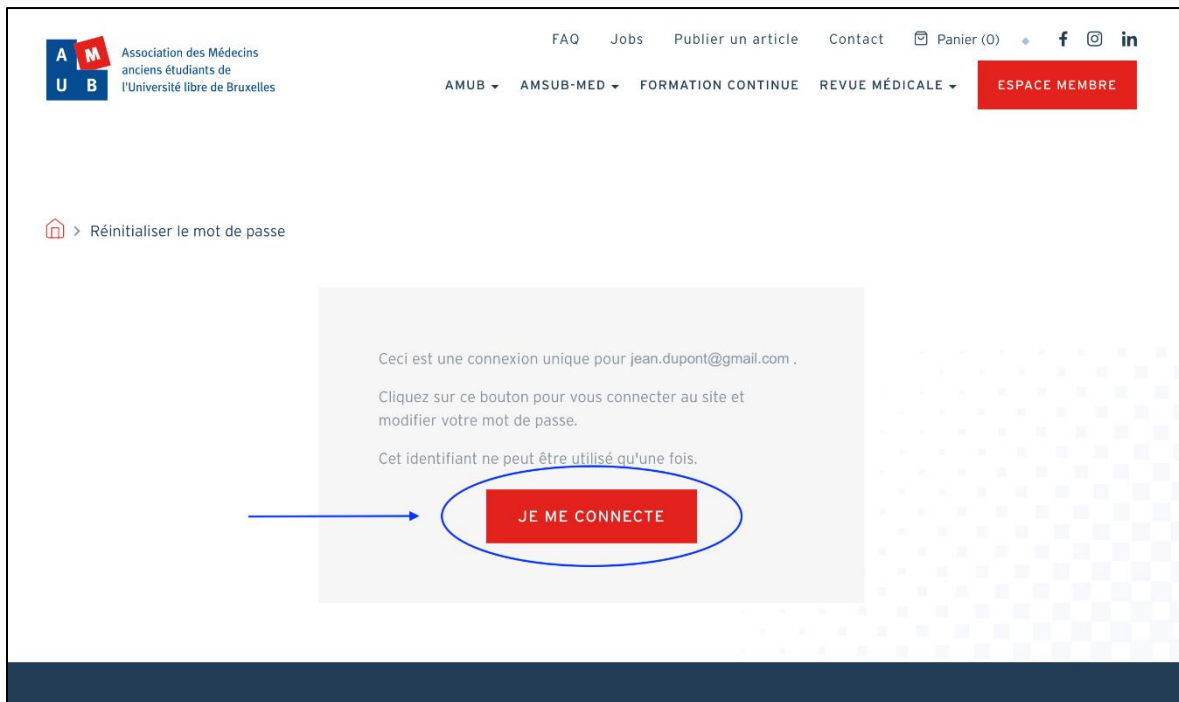 A M
U B
Association des Médecins
anciens étudiants de
l'Université libre de Bruxelles
FAQ Jobs Publier un article Contact Panier (0) f in
AMUB AMSUB-MED FORMATION CONTINUE REVUE MÉDICALE ESPACE MEMBRE
> Réinitialiser le mot de passe
Ceci est une connexion unique pour jean.dupont@gmail.com .
Cliquez sur ce bouton pour vous connecter au site et
modifier votre mot de passe.
Cet identifiant ne peut être utilisé qu'une fois.
JE ME CONNECTE